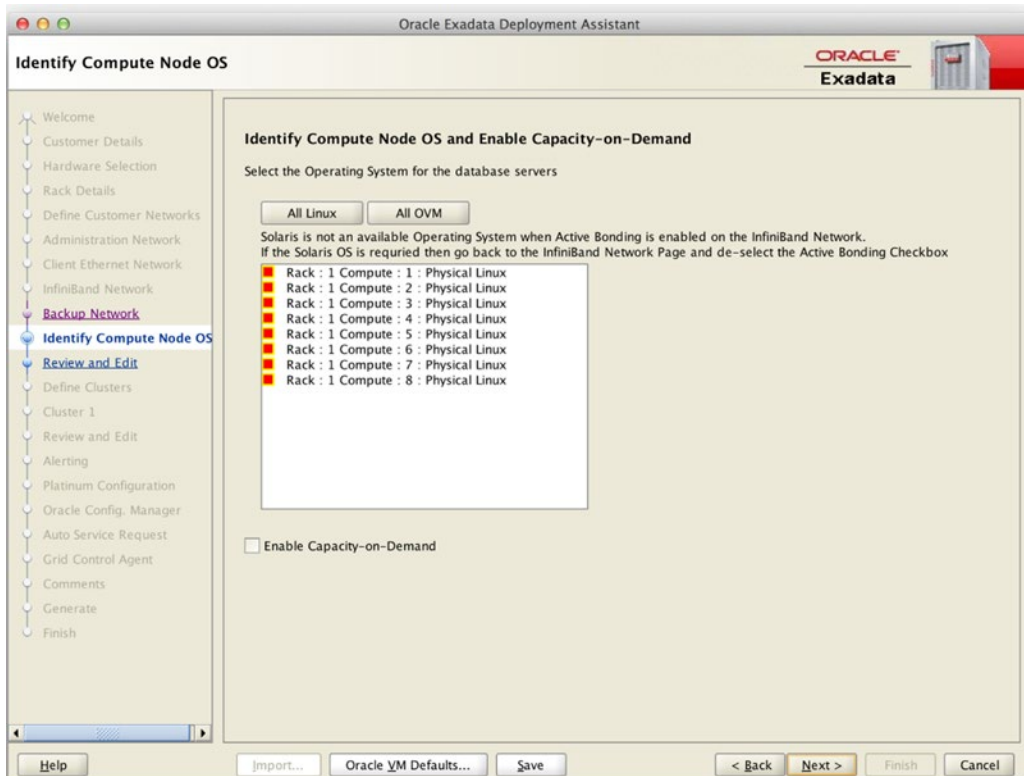 Oracle Exadata Deployment Assistant
Identify Compute Node OS
ORACLE
Exadata
Welcome
Customer Details
Hardware Selection
Rack Details
Define Customer Networks
Administration Network
Client Ethernet Network
InfiniBand Network
Backup Network
Identify Compute Node OS
Review and Edit
Define Clusters
Cluster 1
Review and Edit
Alerting
Platinum Configuration
Oracle Config. Manager
Auto Service Request
Grid Control Agent
Comments
Generate
Finish
Identify Compute Node OS and Enable Capacity-on-Demand
Select the Operating System for the database servers
All Linux All OVM
Solaris is not an available Operating System when Active Bonding is enabled on the InfiniBand Network.
If the Solaris OS is requried then go back to the InfiniBand Network Page and de-select the Active Bonding Checkbox
Rack : 1 Compute : 1 : Physical Linux
Rack : 1 Compute : 2 : Physical Linux
Rack : 1 Compute : 3 : Physical Linux
Rack : 1 Compute : 4 : Physical Linux
Rack : 1 Compute : 5 : Physical Linux
Rack : 1 Compute : 6 : Physical Linux
Rack : 1 Compute : 7 : Physical Linux
Rack : 1 Compute : 8 : Physical Linux
Enable Capacity-on-Demand
Help Import... Oracle VM Defaults... Save < Back Next > Finish Cancel